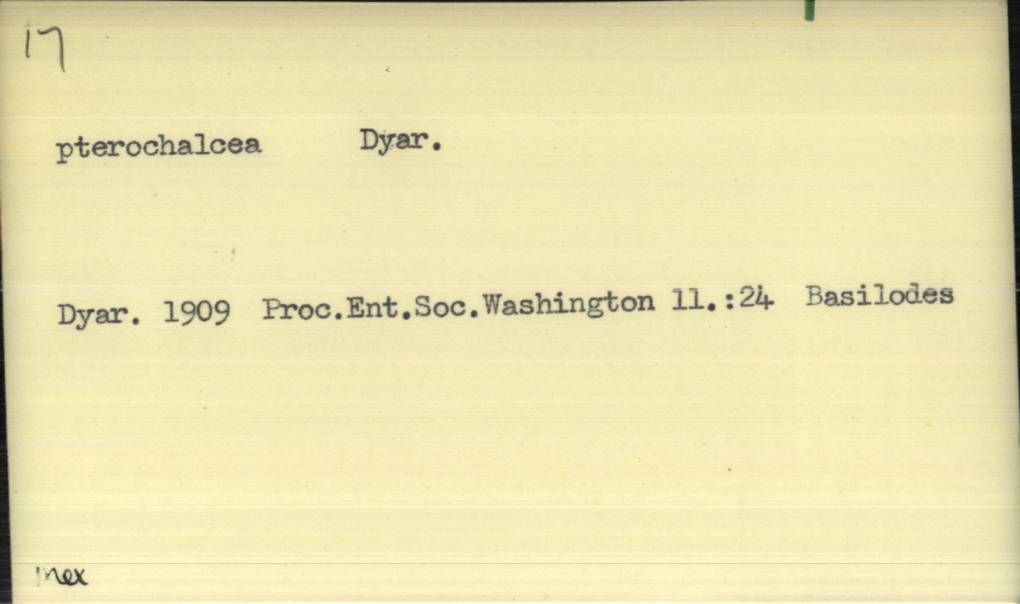 17
pterochalcea Dyar.
Dyar. 1909 Proc.Ent.Soc.Washington 11.:24 Basilodes
Mex